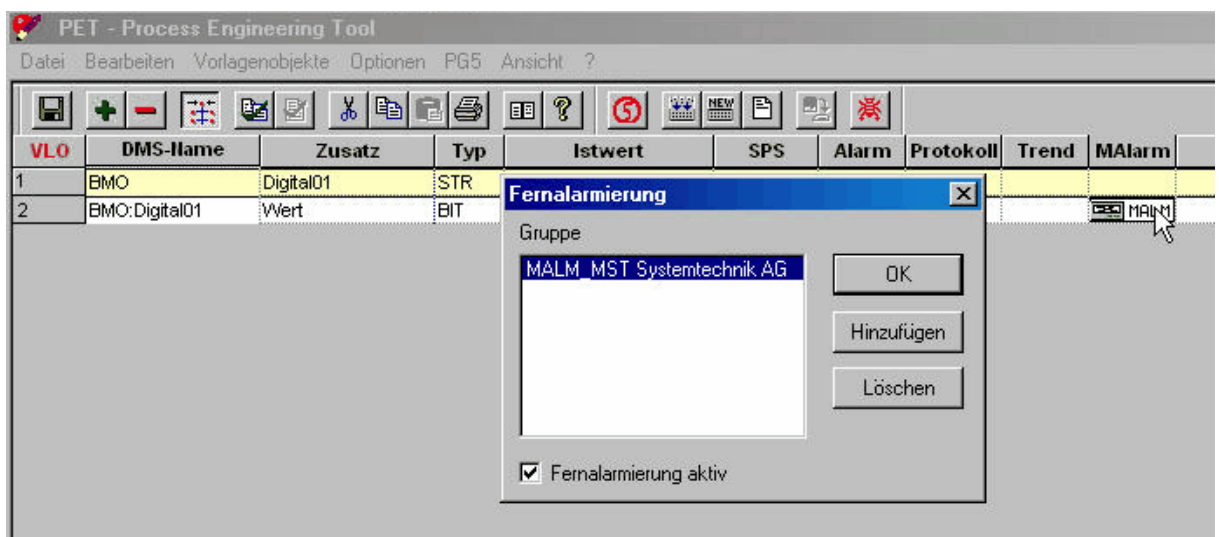 PET - Process Engineering Tool
Datei Bearbeiten Vorlagenobjekte Optionen PG5 Ansicht ?
NEW
VLO DMS-Name Zusatz Typ Istwert SPS Alarm Protokoll Trend MAlarm
1 BMO Digital01 STR
2 BMO:Digital01 Wert BIT MALM
Fernalarmierung
Gruppe
MALM_MST Systemtechnik AG
OK
Hinzufügen
Löschen
Fernalarmierung aktiv